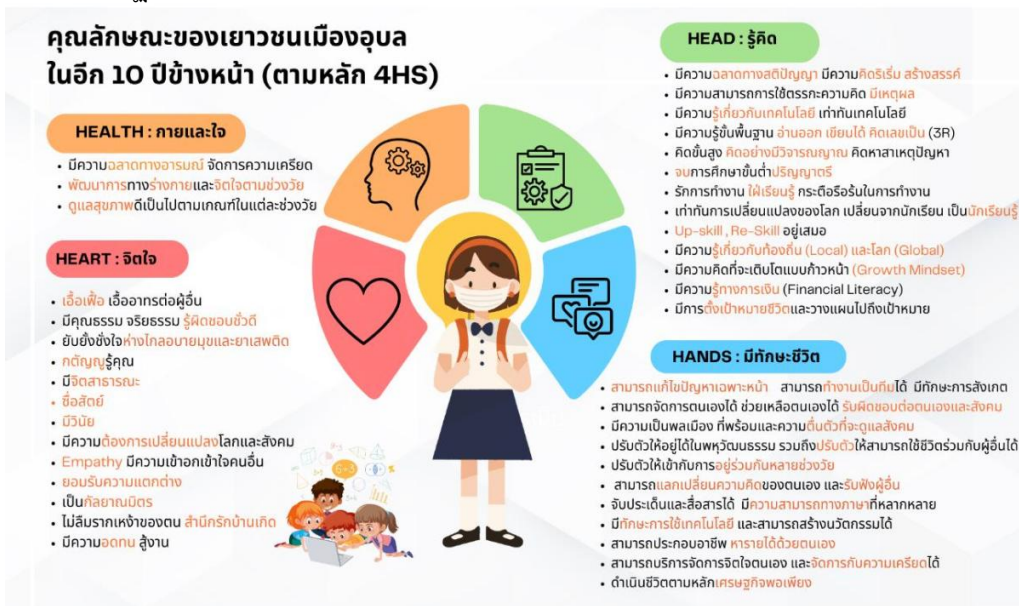 คุณลักษณะของเยาวชนเมืองอุบล
ในอีก 10 ปีข้างหน้า (ตามหลัก 4HS)
HEALTH : กายและใจ
• มีความฉลาดทางอารมณ์ จัดการความเครียด
• พัฒนาการทางร่างกายและจิตใจตามช่วงวัย
• ดูแลสุขภาพดีเป็นไปตามเกณฑ์ในแต่ละช่วงวัย
HEART : จิตใจ
• เอื้อเฟื้อ เอื้ออาทรต่อผู้อื่น
• มีคุณธรรม จริยธรรม รู้ผิดชอบชั่วดี
• ยับยั้งชั่งใจห่างไกลอบายมุขและยาเสพติด
• กตัญญูรู้คุณ
• มีจิตสาธารณะ
• ซื่อสัตย์
• มีวินัย
• มีความต้องการเปลี่ยนแปลงโลกและสังคม
• Empathy มีความเข้าอกเข้าใจคนอื่น
• ยอมรับความแตกต่าง
• เป็นกัลยาณมิตร
• ไม่ลืมรากเหง้าของตน สำนึกรักบ้านเกิด
• มีความอดทน สู้งาน
HEAD : รู้คิด
• มีความฉลาดทางสติปัญญา มีความคิดริเริ่ม สร้างสรรค์
• มีความสามารถการใช้ตรรกะความคิด มีเหตุผล
• มีความรู้เกี่ยวกับเทคโนโลยี เท่าทันเทคโนโลยี
• มีความรู้ขั้นพื้นฐาน อ่านออก เขียนได้ คิดเลขเป็น (3R)
• คิดขั้นสูง คิดอย่างมีวิจารณญาณ คิดหาสาเหตุปัญหา
• จบการศึกษาขั้นต่ำปริญญาตรี
• รักการทำงาน ใฝ่เรียนรู้ กระตือรือร้นในการทำงาน
• เท่าทันการเปลี่ยนแปลงของโลก เปลี่ยนจากนักเรียน เป็นนักเรียนรู้
• Up-skill , Re-Skill อยู่เสมอ
• มีความรู้เกี่ยวกับท้องถิ่น (Local) และโลก (Global)
• มีความคิดที่จะเติบโตแบบก้าวหน้า (Growth Mindset)
• มีความรู้ทางการเงิน (Financial Literacy)
• มีการตั้งเป้าหมายชีวิตและวางแผนไปถึงเป้าหมาย
HANDS : มีทักษะชีวิต
• สามารถแก้ไขปัญหาเฉพาะหน้า สามารถทำงานเป็นทีมได้ มีทักษะการสังเกต
• สามารถจัดการตนเองได้ ช่วยเหลือตนเองได้ รับผิดชอบต่อตนเองและสังคม
• มีความเป็นพลเมือง ที่พร้อมและความตื่นตัวที่จะดูแลสังคม
• ปรับตัวให้อยู่ได้ในพหุวัฒนธรรม รวมถึงปรับตัวให้สามารถใช้ชีวิตร่วมกับผู้อื่นได้
• ปรับตัวให้เข้ากับการอยู่ร่วมกันหลายช่วงวัย
• สามารถแลกเปลี่ยนความคิดของตนเอง และรับฟังผู้อื่น
• จับประเด็นและสื่อสารได้ มีความสามารถทางภาษาที่หลากหลาย
• มีทักษะการใช้เทคโนโลยี และสามารถสร้างนวัตกรรมได้
• สามารถประกอบอาชีพ หารายได้ด้วยตนเอง
• สามารถบริการจัดการจิตใจตนเอง และจัดการกับความเครียดได้
• ดำเนินชีวิตตามหลักเศรษฐกิจพอเพียง